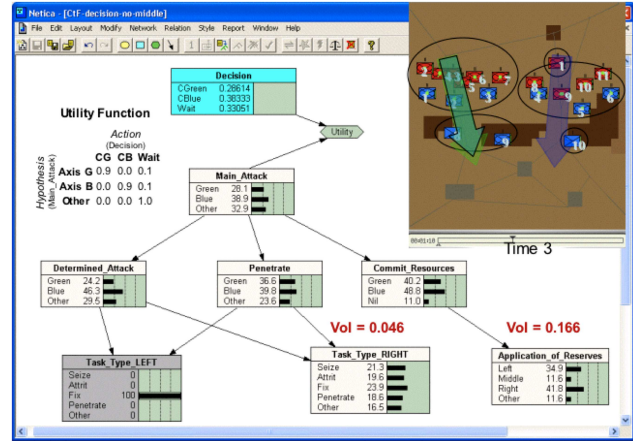 Netica - [CtF-decision-no-middle]
File Edit Layout Modify Network Relation Style Report Window Help
Decision
CGreen 0.28614
CBlue 0.38333
Wait 0.33051
Utility
Utility Function
Action
(Decision)
CG CB Wait
Hypothesis
(Main_Attack)
Axis G 0.9 0.0 0.1
Axis B 0.0 0.9 0.1
Other 0.0 0.0 1.0
Main_Attack
Green 28.1
Blue 38.9
Other 32.9
Time 3
Determined_Attack
Green 24.2
Blue 46.3
Other 29.5
Penetrate
Green 36.6
Blue 39.8
Other 23.6
Commit_Resources
Green 40.2
Blue 48.8
Nil 11.0
Vol = 0.046
Vol = 0.166
Task_Type_LEFT
Seize 0
Attrit 0
Fix 100
Penetrate 0
Other 0
Task_Type_RIGHT
Seize 21.3
Attrit 19.6
Fix 23.9
Penetrate 18.6
Other 16.5
Application_of_Reserves
Left 34.9
Middle 11.6
Right 41.8
Other 11.6